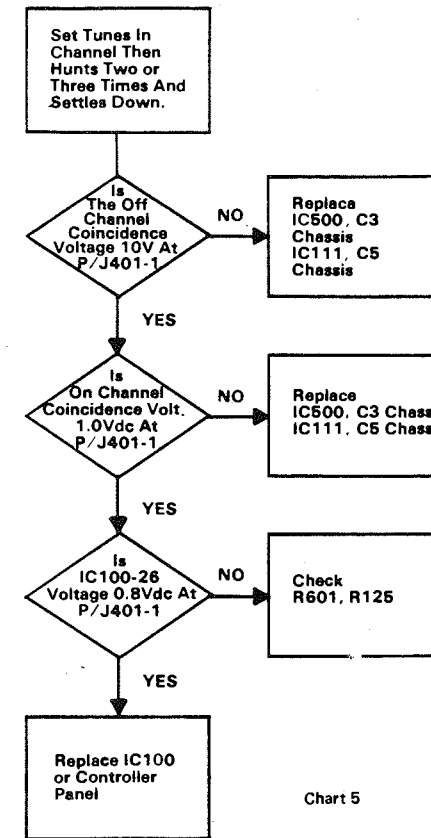 Set Tunes In
Channel Then
Hunts Two or
Three Times And
Settles Down.
Is
The Off
Channel
Coincidence
Voltage 10V At
P/J401-1
NO
Replaca
IC500, C3
Chassis
IC111, C5
Chassis
YES
Is
On Channel
Coincidence Volt.
1.0Vdc At
P/J401-1
NO
Replace
IC500, C3 Chass
IC111, C5 Chass
YES
Is
IC100-26
Voltage 0.8Vdc At
P/J401-1
NO
Check
R601, R125
YES
Replace IC100
or Controller
Panel
Chart 5